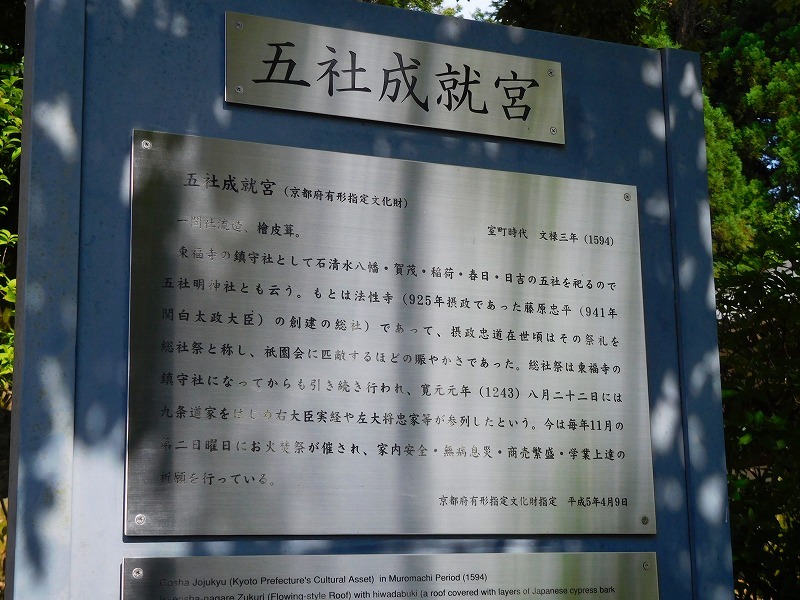 五社成就宮
五社成就宮（京都府有形指定文化財）
一間社流造、檜皮葺。
室町時代 文禄三年（1594）
東福寺の鎮守社として石清水八幡・賀茂・稲荷・春日・日吉の五社を祀るので
五社明神社とも云う。もとは法性寺（925年摂政であった藤原忠平（941年
関白太政大臣）の創建の総社）であって、摂政忠道在世頃はその祭礼を
総社祭と称し、祇園会に匹敵するほどの賑やかさであった。総社祭は東福寺の
鎮守社になってからも引き続き行われ、寛元元年（1243）八月二十二日には
九条道家をはじめ右大臣実経や左大将忠家等が参列したという。今は毎年11月の
第二日曜日にお火焚祭が催され、家内安全・無病息災・商売繁盛・学業上達の
祈願を行っている。
京都府有形指定文化財指定 平成5年4月9日
Gosha Jojukyu (Kyoto Prefecture's Cultural Asset) in Muromachi Period (1594)
nagare Zukuri (Flowing-style Roof) with hiwadabuki (a roof covered with layers of Japanese cypress bark